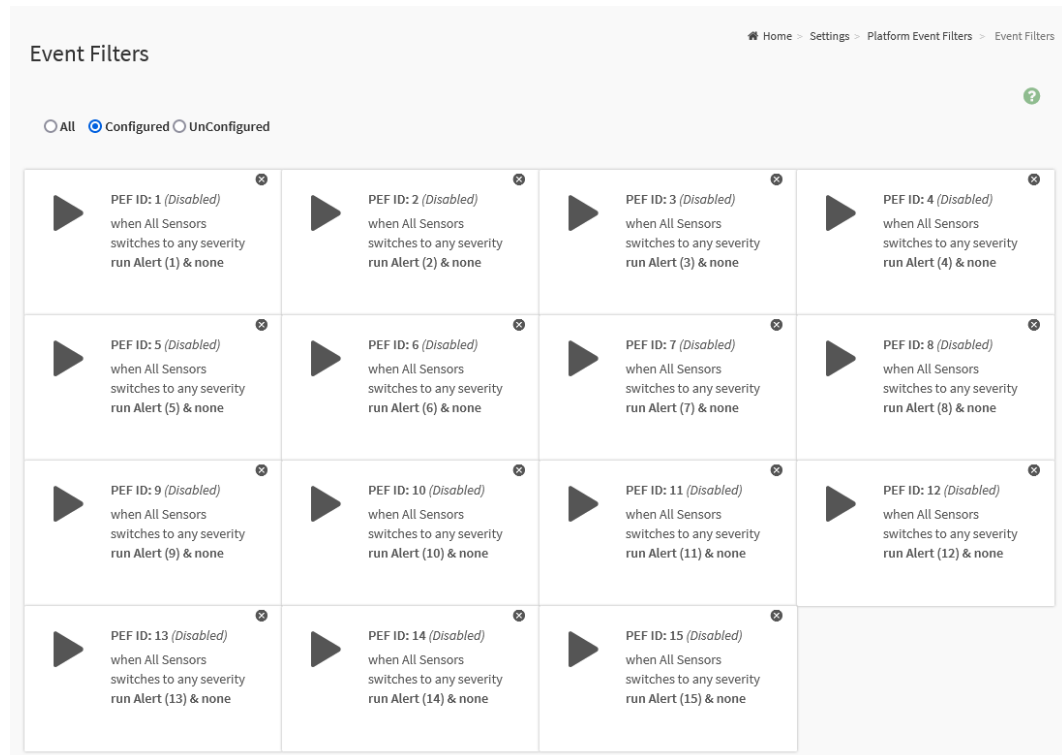 Home > Settings > Platform Event Filters > Event Filters
Event Filters
?
All Configured UnConfigured
PEF ID: 1 (Disabled)
when All Sensors
switches to any severity
run Alert (1) & none
PEF ID: 2 (Disabled)
when All Sensors
switches to any severity
run Alert (2) & none
PEF ID: 3 (Disabled)
when All Sensors
switches to any severity
run Alert (3) & none
PEF ID: 4 (Disabled)
when All Sensors
switches to any severity
run Alert (4) & none
PEF ID: 5 (Disabled)
when All Sensors
switches to any severity
run Alert (5) & none
PEF ID: 6 (Disabled)
when All Sensors
switches to any severity
run Alert (6) & none
PEF ID: 7 (Disabled)
when All Sensors
switches to any severity
run Alert (7) & none
PEF ID: 8 (Disabled)
when All Sensors
switches to any severity
run Alert (8) & none
PEF ID: 9 (Disabled)
when All Sensors
switches to any severity
run Alert (9) & none
PEF ID: 10 (Disabled)
when All Sensors
switches to any severity
run Alert (10) & none
PEF ID: 11 (Disabled)
when All Sensors
switches to any severity
run Alert (11) & none
PEF ID: 12 (Disabled)
when All Sensors
switches to any severity
run Alert (12) & none
PEF ID: 13 (Disabled)
when All Sensors
switches to any severity
run Alert (13) & none
PEF ID: 14 (Disabled)
when All Sensors
switches to any severity
run Alert (14) & none
PEF ID: 15 (Disabled)
when All Sensors
switches to any severity
run Alert (15) & none